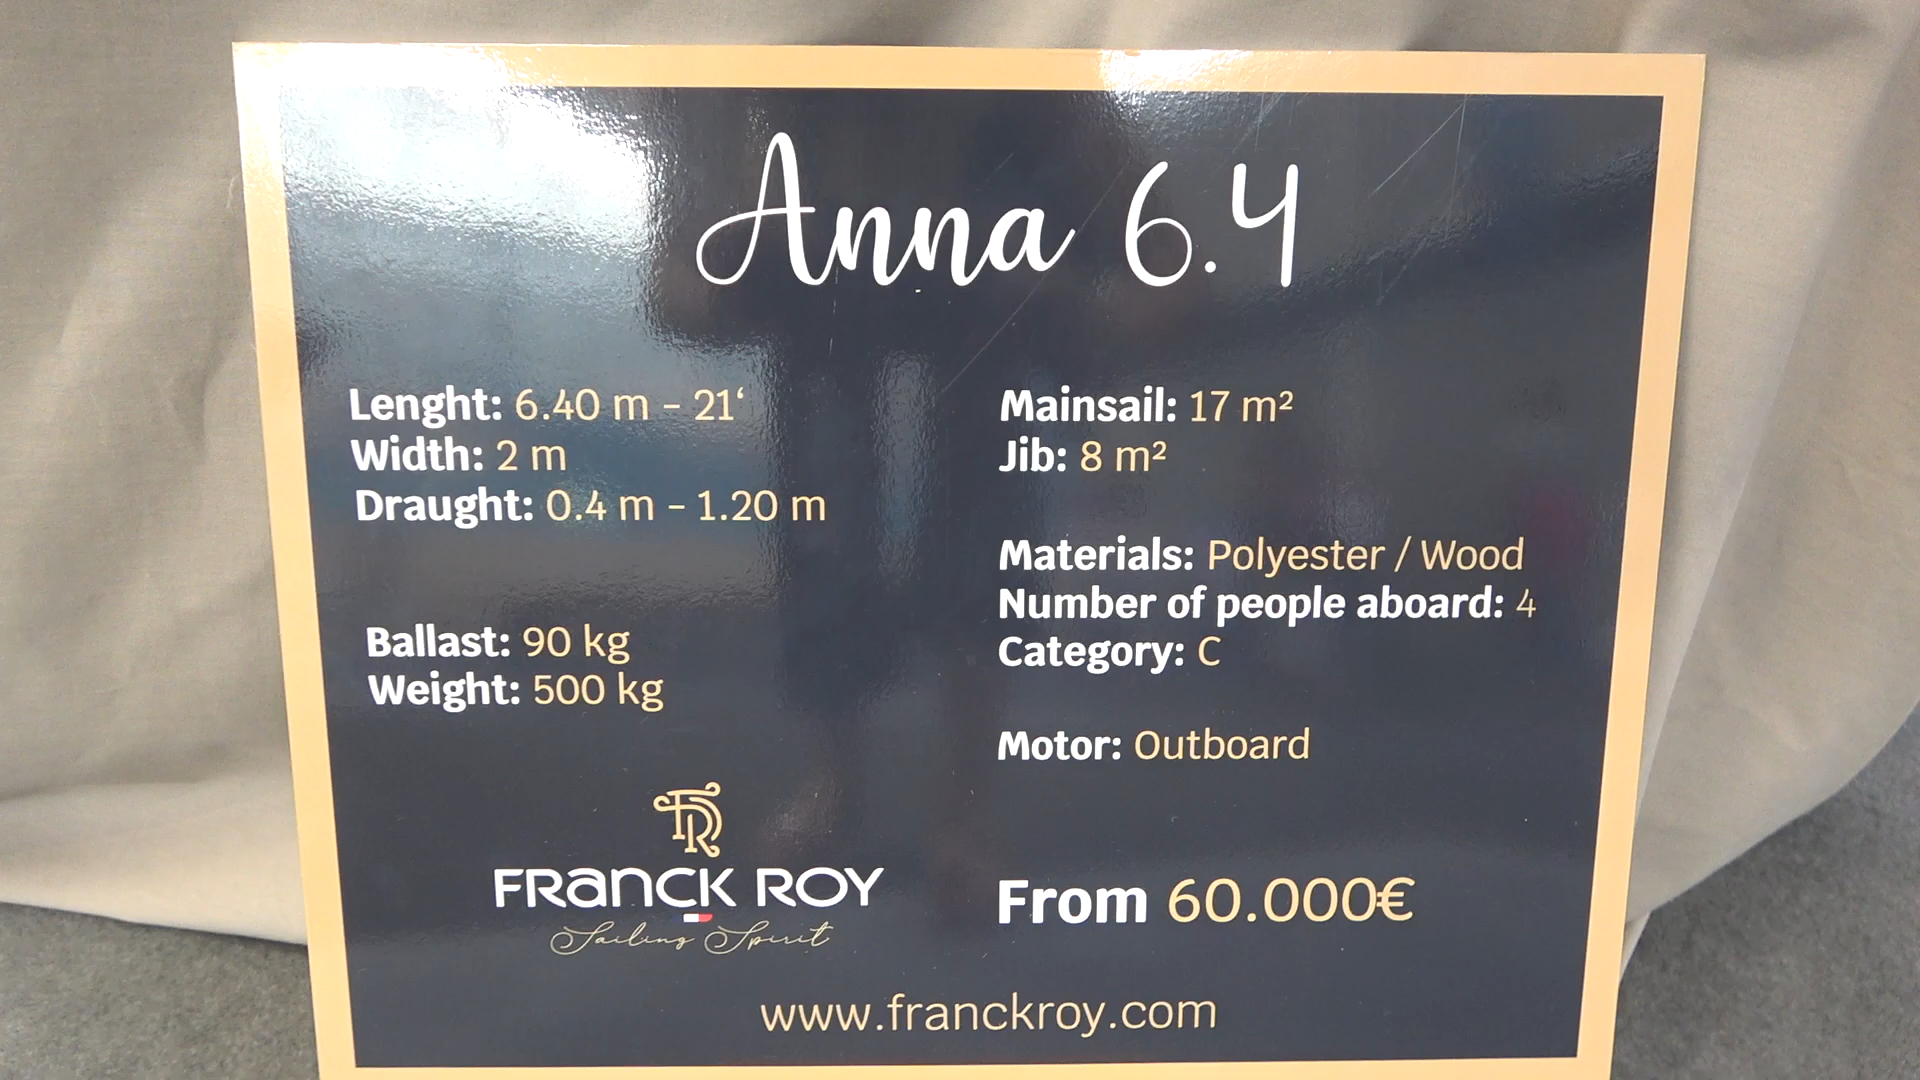 Anna 6.4
Lenght: 6.40 m - 21‘
Width: 2 m
Draught: 0.4 m - 1.20 m
Ballast: 90 kg
Weight: 500 kg
Mainsail: 17 m²
Jib: 8 m²
Materials: Polyester / Wood
Number of people aboard: 4
Category: C
Motor: Outboard
FR
FRANCK ROY
Sailing Spirit
From 60.000€
www.franckroy.com